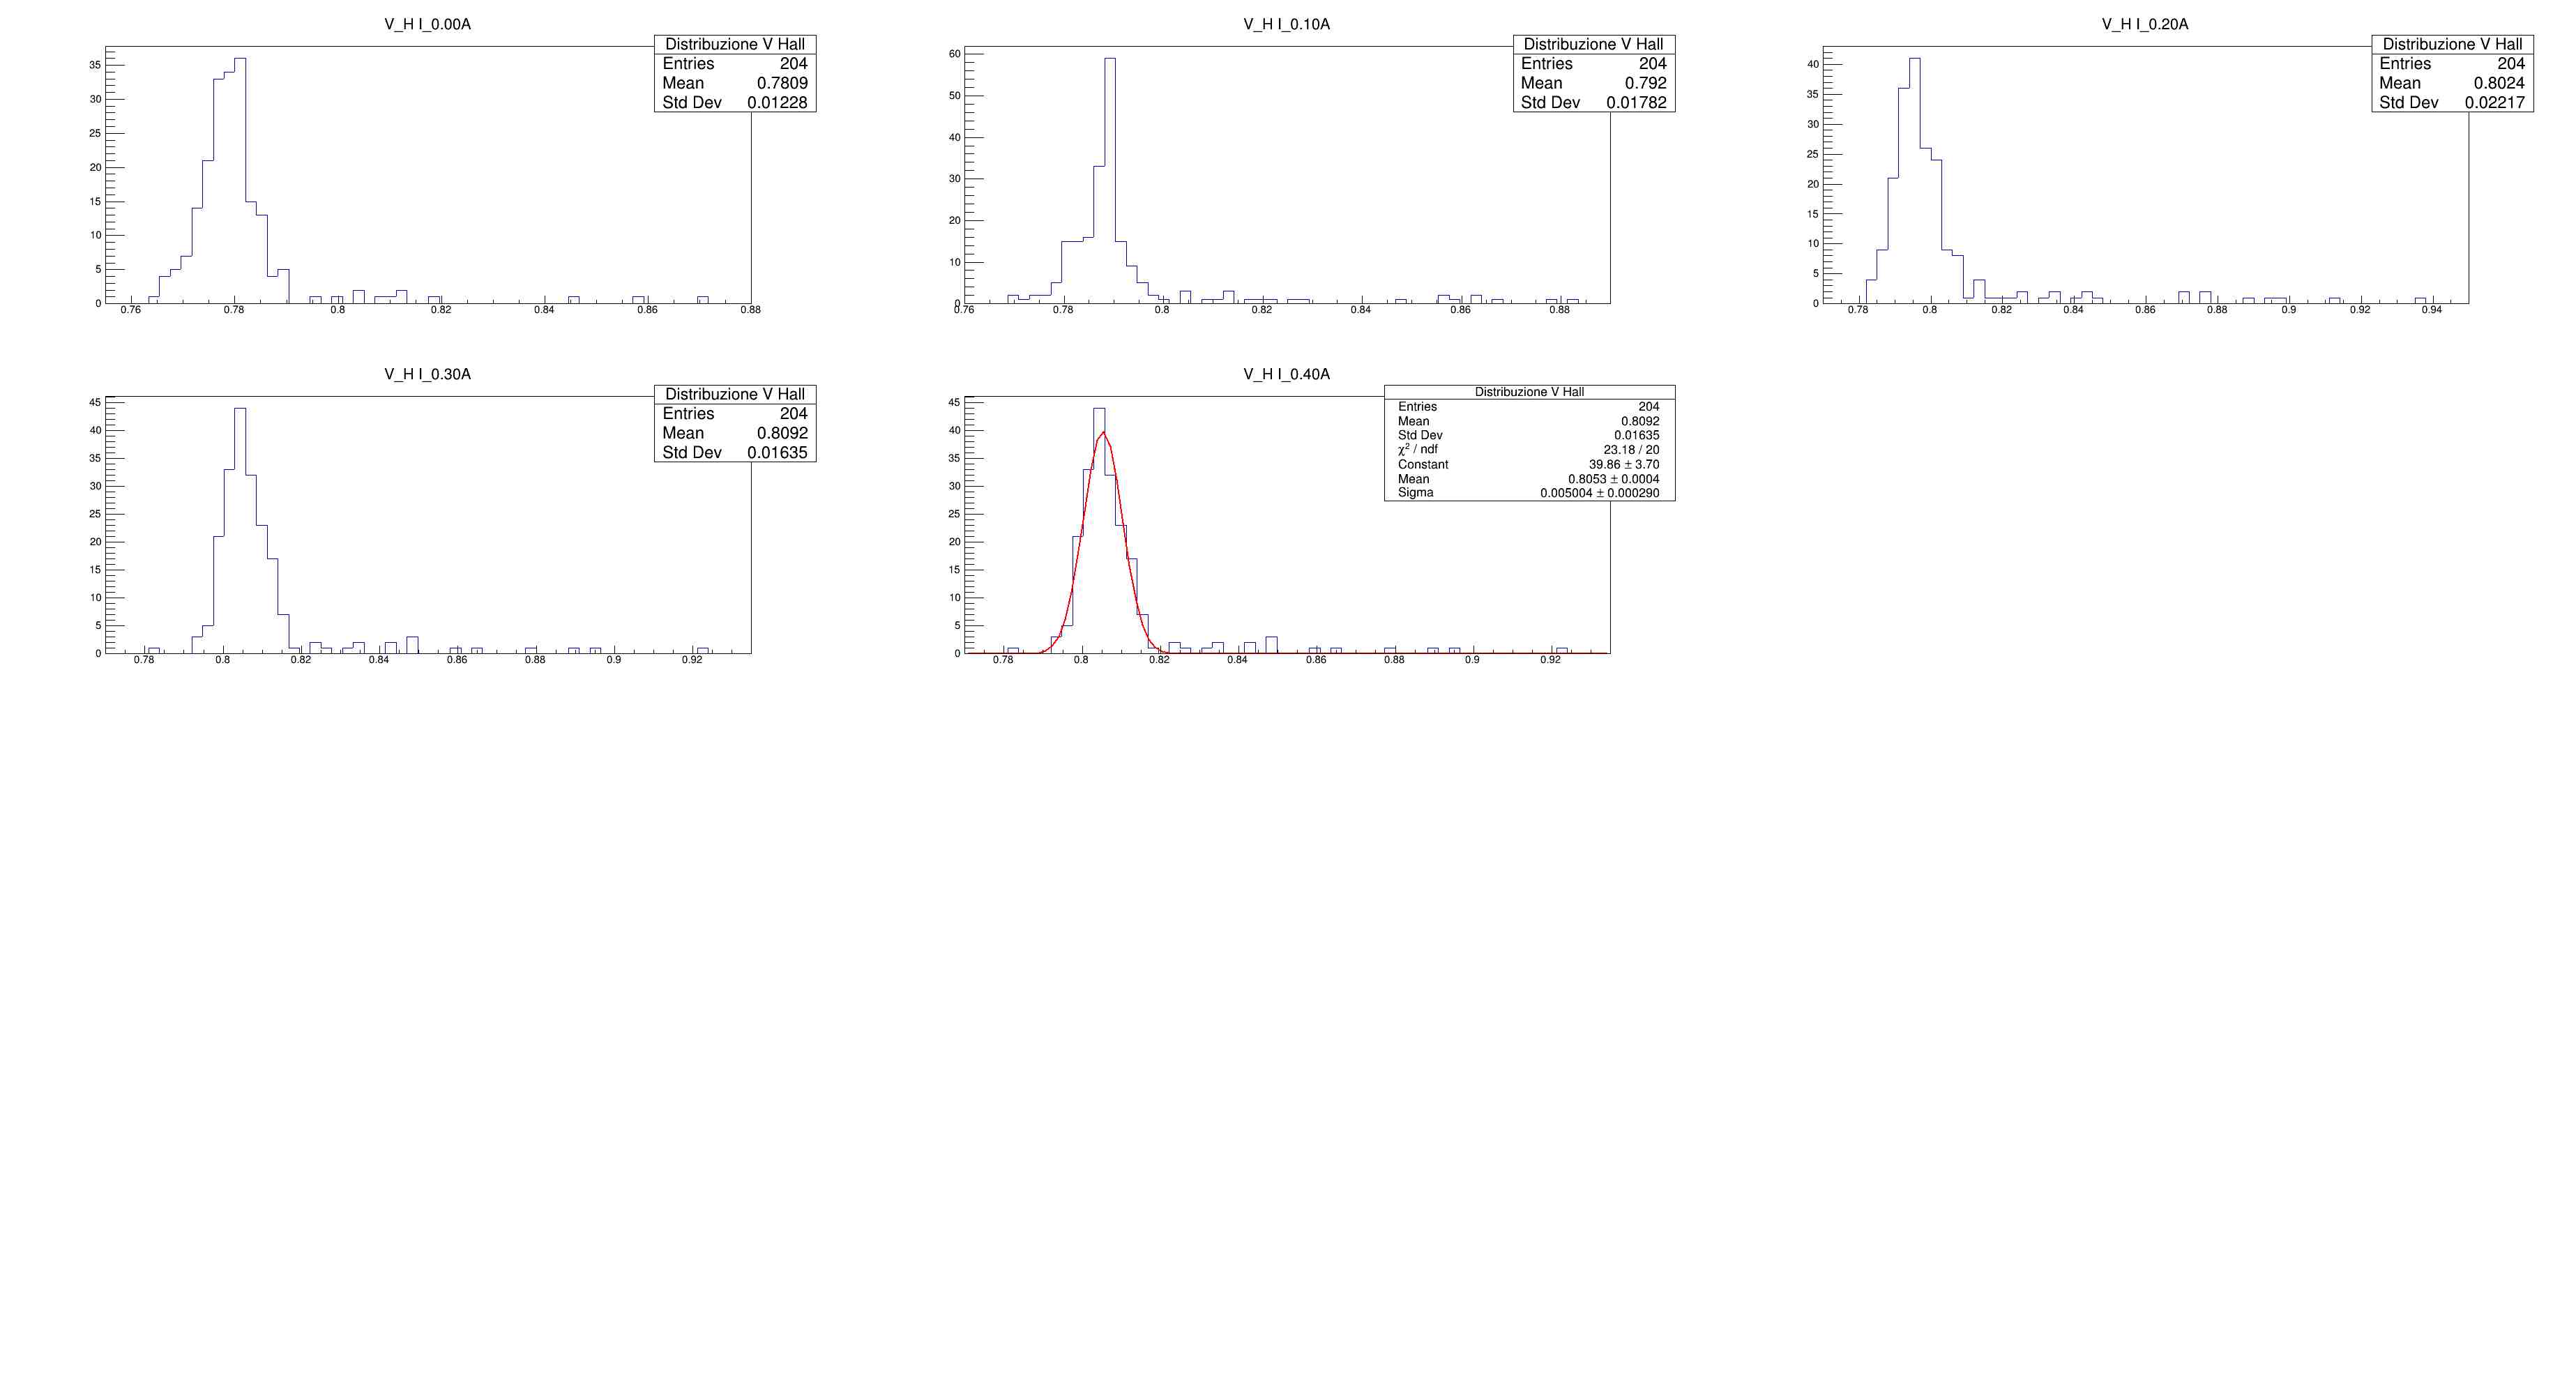 V_H I_0.00A
Distribuzione V Hall
Entries 204
Mean 0.7809
Std Dev 0.01228
35
30
25
20
15
10
5
0
0.76 0.78 0.8 0.82 0.84 0.86 0.88
V_H I_0.10A
Distribuzione V Hall
Entries 204
Mean 0.792
Std Dev 0.01782
60
50
40
30
20
10
0
0.76 0.78 0.8 0.82 0.84 0.86 0.88
V_H I_0.20A
Distribuzione V Hall
Entries 204
Mean 0.8024
Std Dev 0.02217
40
35
30
25
20
15
10
5
0
0.78 0.8 0.82 0.84 0.86 0.88 0.9 0.92 0.94
V_H I_0.30A
Distribuzione V Hall
Entries 204
Mean 0.8092
Std Dev 0.01635
45
40
35
30
25
20
15
10
5
0
0.78 0.8 0.82 0.84 0.86 0.88 0.9 0.92
V_H I_0.40A
Distribuzione V Hall
Entries 204
Mean 0.8092
Std Dev 0.01635
χ² / ndf 23.18 / 20
Constant 39.86 ± 3.70
Mean 0.8053 ± 0.0004
Sigma 0.005004 ± 0.000290
45
40
35
30
25
20
15
10
5
0
0.78 0.8 0.82 0.84 0.86 0.88 0.9 0.92